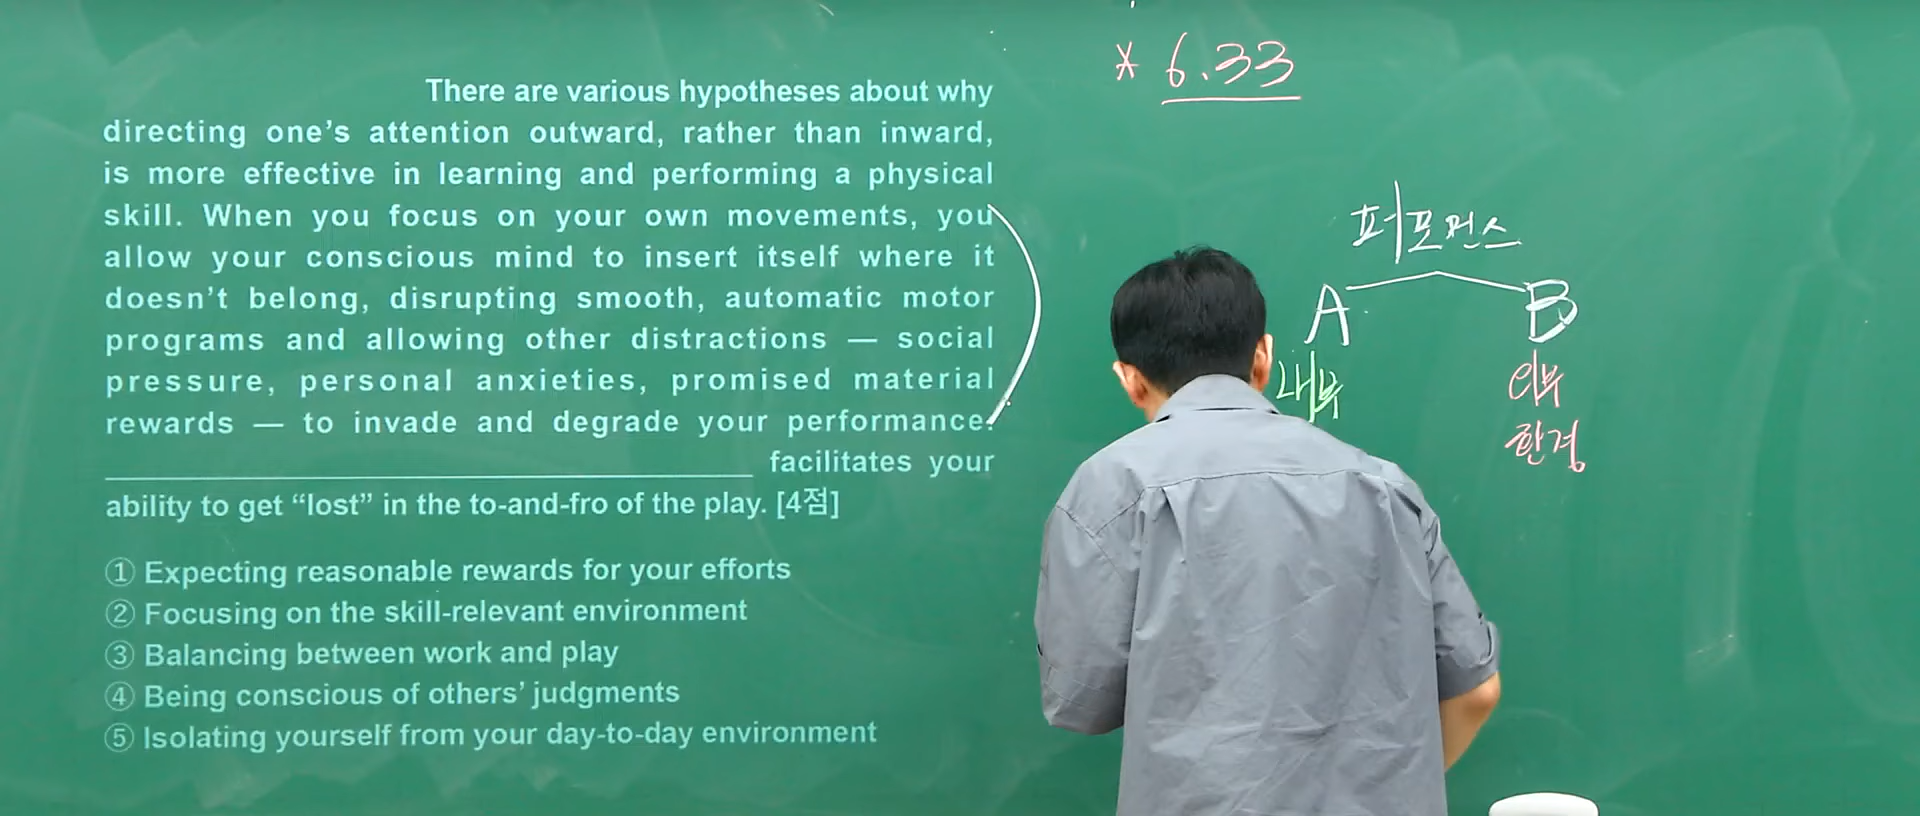 There are various hypotheses about why
directing one's attention outward, rather than inward,
is more effective in learning and performing a physical
skill. When you focus on your own movements, you
allow your conscious mind to insert itself where it
doesn't belong, disrupting smooth, automatic motor
programs and allowing other distractions — social
pressure, personal anxieties, promised material
rewards — to invade and degrade your performance.
____________________ facilitates your
ability to get “lost” in the to-and-fro of the play. [4점]
① Expecting reasonable rewards for your efforts
② Focusing on the skill-relevant environment
③ Balancing between work and play
④ Being conscious of others' judgments
⑤ Isolating yourself from your day-to-day environment
* 6.33
퍼포먼스
A B
내부 외부
환경